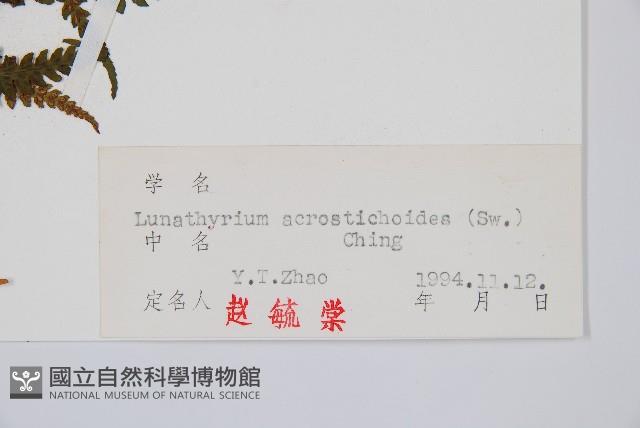 学 名
Lunathyrium acrostichoides (Sw.)
中 名 Ching
Y.T.Zhao 1994.11.12.
定名人 赵毓棠 年 月 日
國立自然科學博物館
NATIONAL MUSEUM OF NATURAL SCIENCE